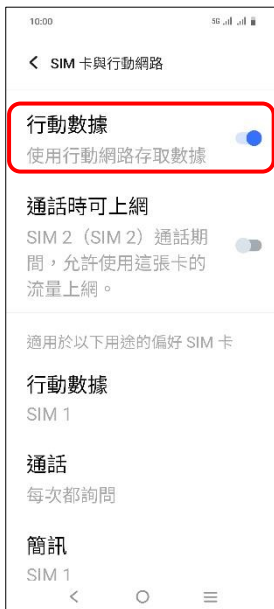 10:00
5G
SIM 卡與行動網路
行動數據
使用行動網路存取數據
通話時可上網
SIM 2（SIM 2）通話期
間，允許使用這張卡的
流量上網。
適用於以下用途的偏好 SIM 卡
行動數據
SIM 1
通話
每次都詢問
簡訊
SIM 1